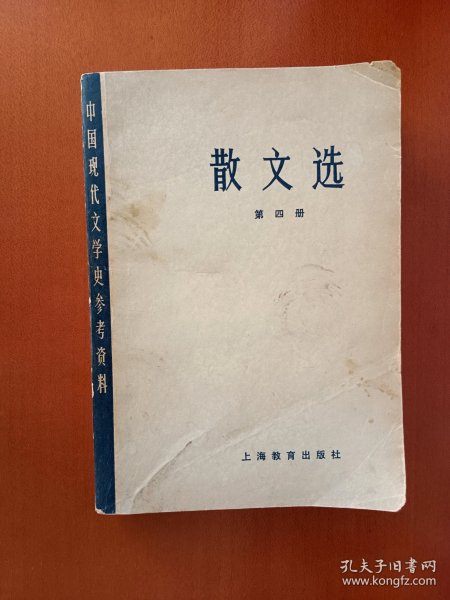 散文选
第四册
中国现代文学史参考资料
上海教育出版社
孔夫子旧书网
www.kongfz.com